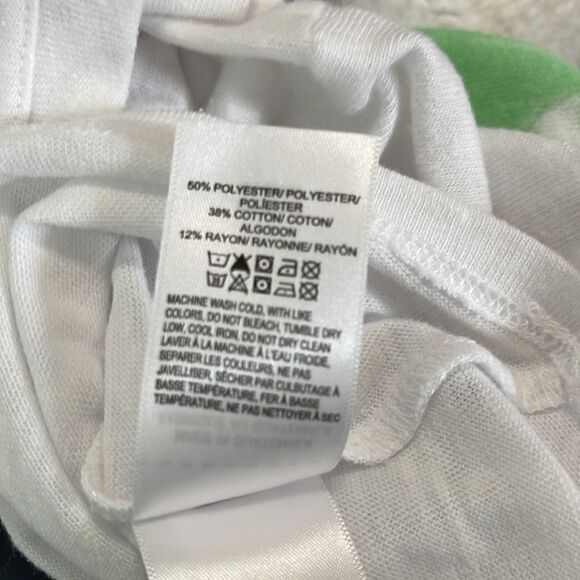 50% POLYESTER/ POLYESTER/
POLÍESTER
38% COTTON/ COTON/
ALGODON
12% RAYON/ RAYONNE/ RAYÓN
MACHINE WASH COLD, WITH LIKE
COLORS, DO NOT BLEACH, TUMBLE DRY
LOW, COOL IRON, DO NOT DRY CLEAN
LAVER À LA MACHINE À L'EAU FROIDE,
SEPARER LES COULEURS, NE PAS
JAVELLISER, SÉCHER PAR CULBUTAGE À
BASSE TEMPÉRATURE, FER À BASSE
TEMPÉRATURE, NE PAS NETTOYER À SEC